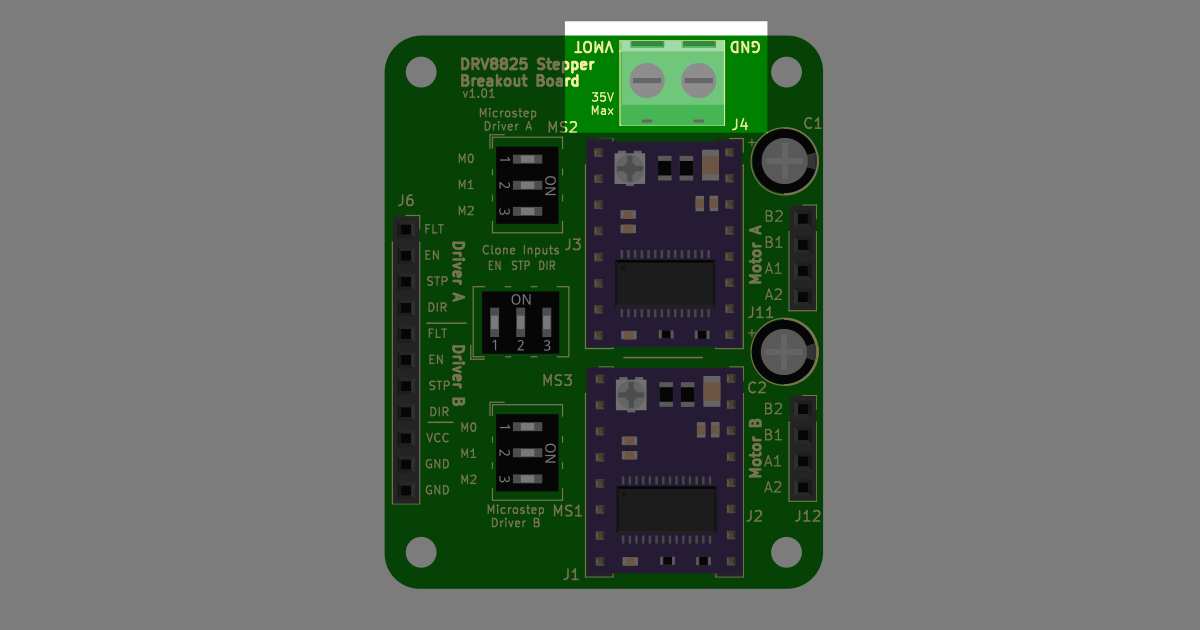 VMOT
GND
DRV8825 Stepper
Breakout Board
v1.01
35V
Max
Microstep
Driver A
MS2
J4
C1
+
M0
M1
M2
1
2
3
ON
J6
FLT
EN
STP
DIR
FLT
EN
STP
DIR
VCC
GND
GND
Driver A
Driver B
J3
Clone Inputs
EN STP DIR
ON
1 2 3
MS3
B2
B1
A1
A2
Motor A
J11
+
C2
M0
M1
M2
1
2
3
ON
B2
B1
A1
A2
Motor B
Microstep
Driver B
MS1
J2
J12
J1